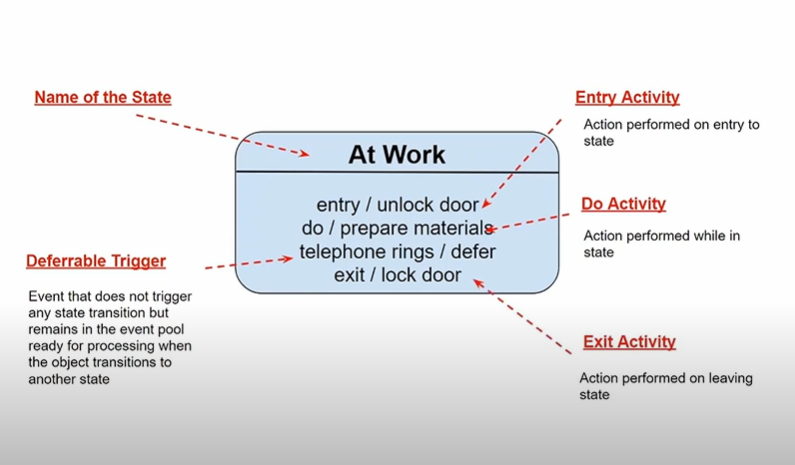 Name of the State
Entry Activity
Action performed on entry to
state
At Work
entry / unlock door
do / prepare materials
telephone rings / defer
exit / lock door
Do Activity
Action performed while in
state
Deferrable Trigger
Event that does not trigger
any state transition but
remains in the event pool
ready for processing when
the object transitions to
another state
Exit Activity
Action performed on leaving
state